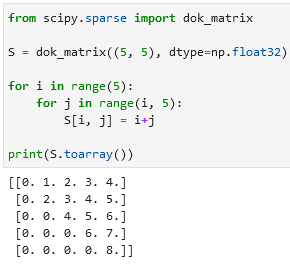 from scipy.sparse import dok_matrix
S = dok_matrix((5, 5), dtype=np.float32)
for i in range(5):
    for j in range(i, 5):
        S[i, j] = i+j
print(S.toarray())
[[0. 1. 2. 3. 4.]
 [0. 2. 3. 4. 5.]
 [0. 0. 4. 5. 6.]
 [0. 0. 0. 6. 7.]
 [0. 0. 0. 0. 8.]]